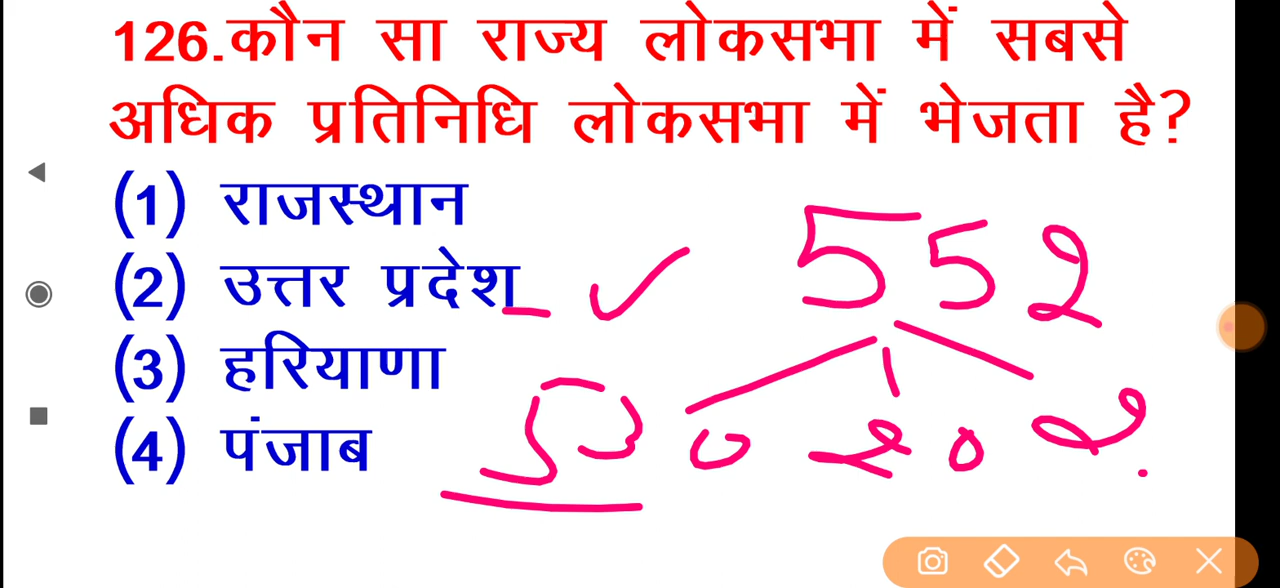 126.कौन सा राज्य लोकसभा में सबसे
अधिक प्रतिनिधि लोकसभा में भेजता है?
(1) राजस्थान
(2) उत्तर प्रदेश
(3) हरियाणा
(4) पंजाब
552
530 20 2